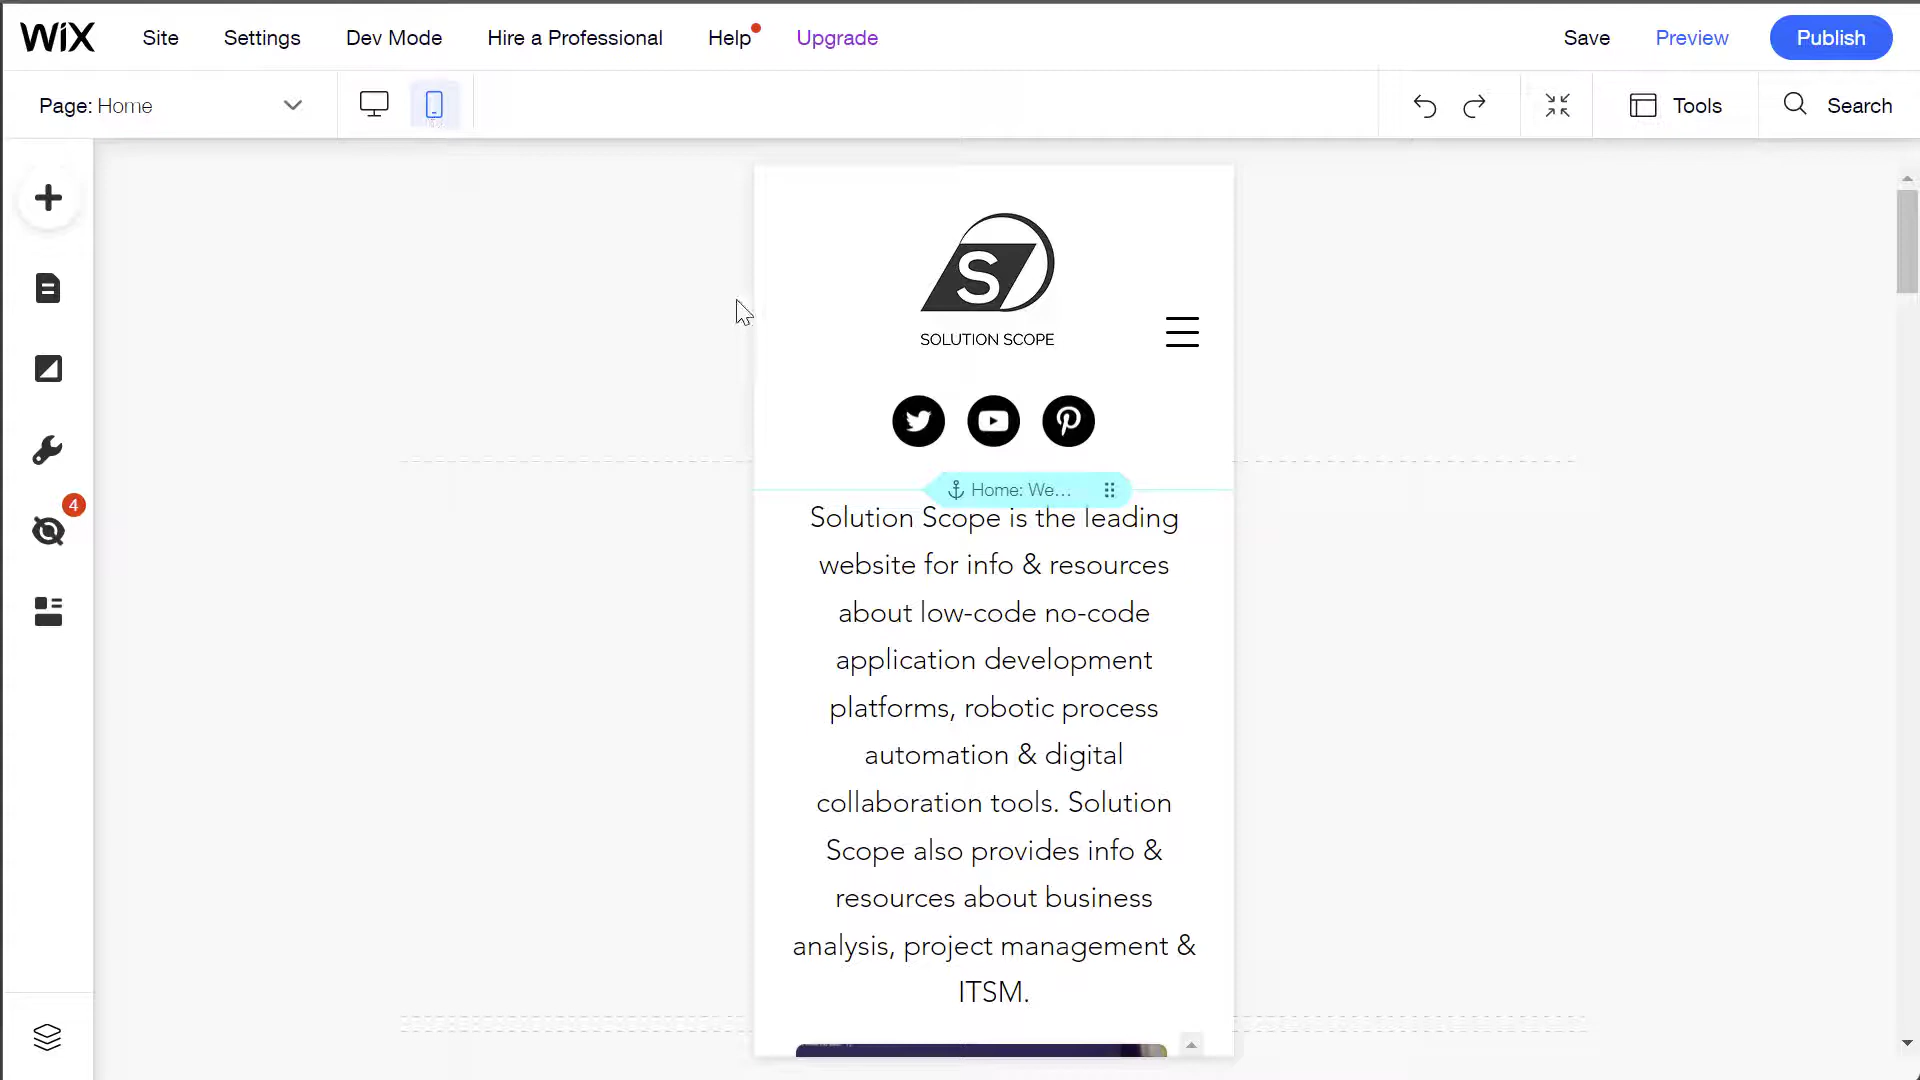 WiX Site Settings Dev Mode Hire a Professional Help Upgrade Save Preview Publish
Page: Home Tools Search
S
SOLUTION SCOPE
Home: We...
Solution Scope is the leading
website for info & resources
about low-code no-code
application development
platforms, robotic process
automation & digital
collaboration tools. Solution
Scope also provides info &
resources about business
analysis, project management &
ITSM.
4